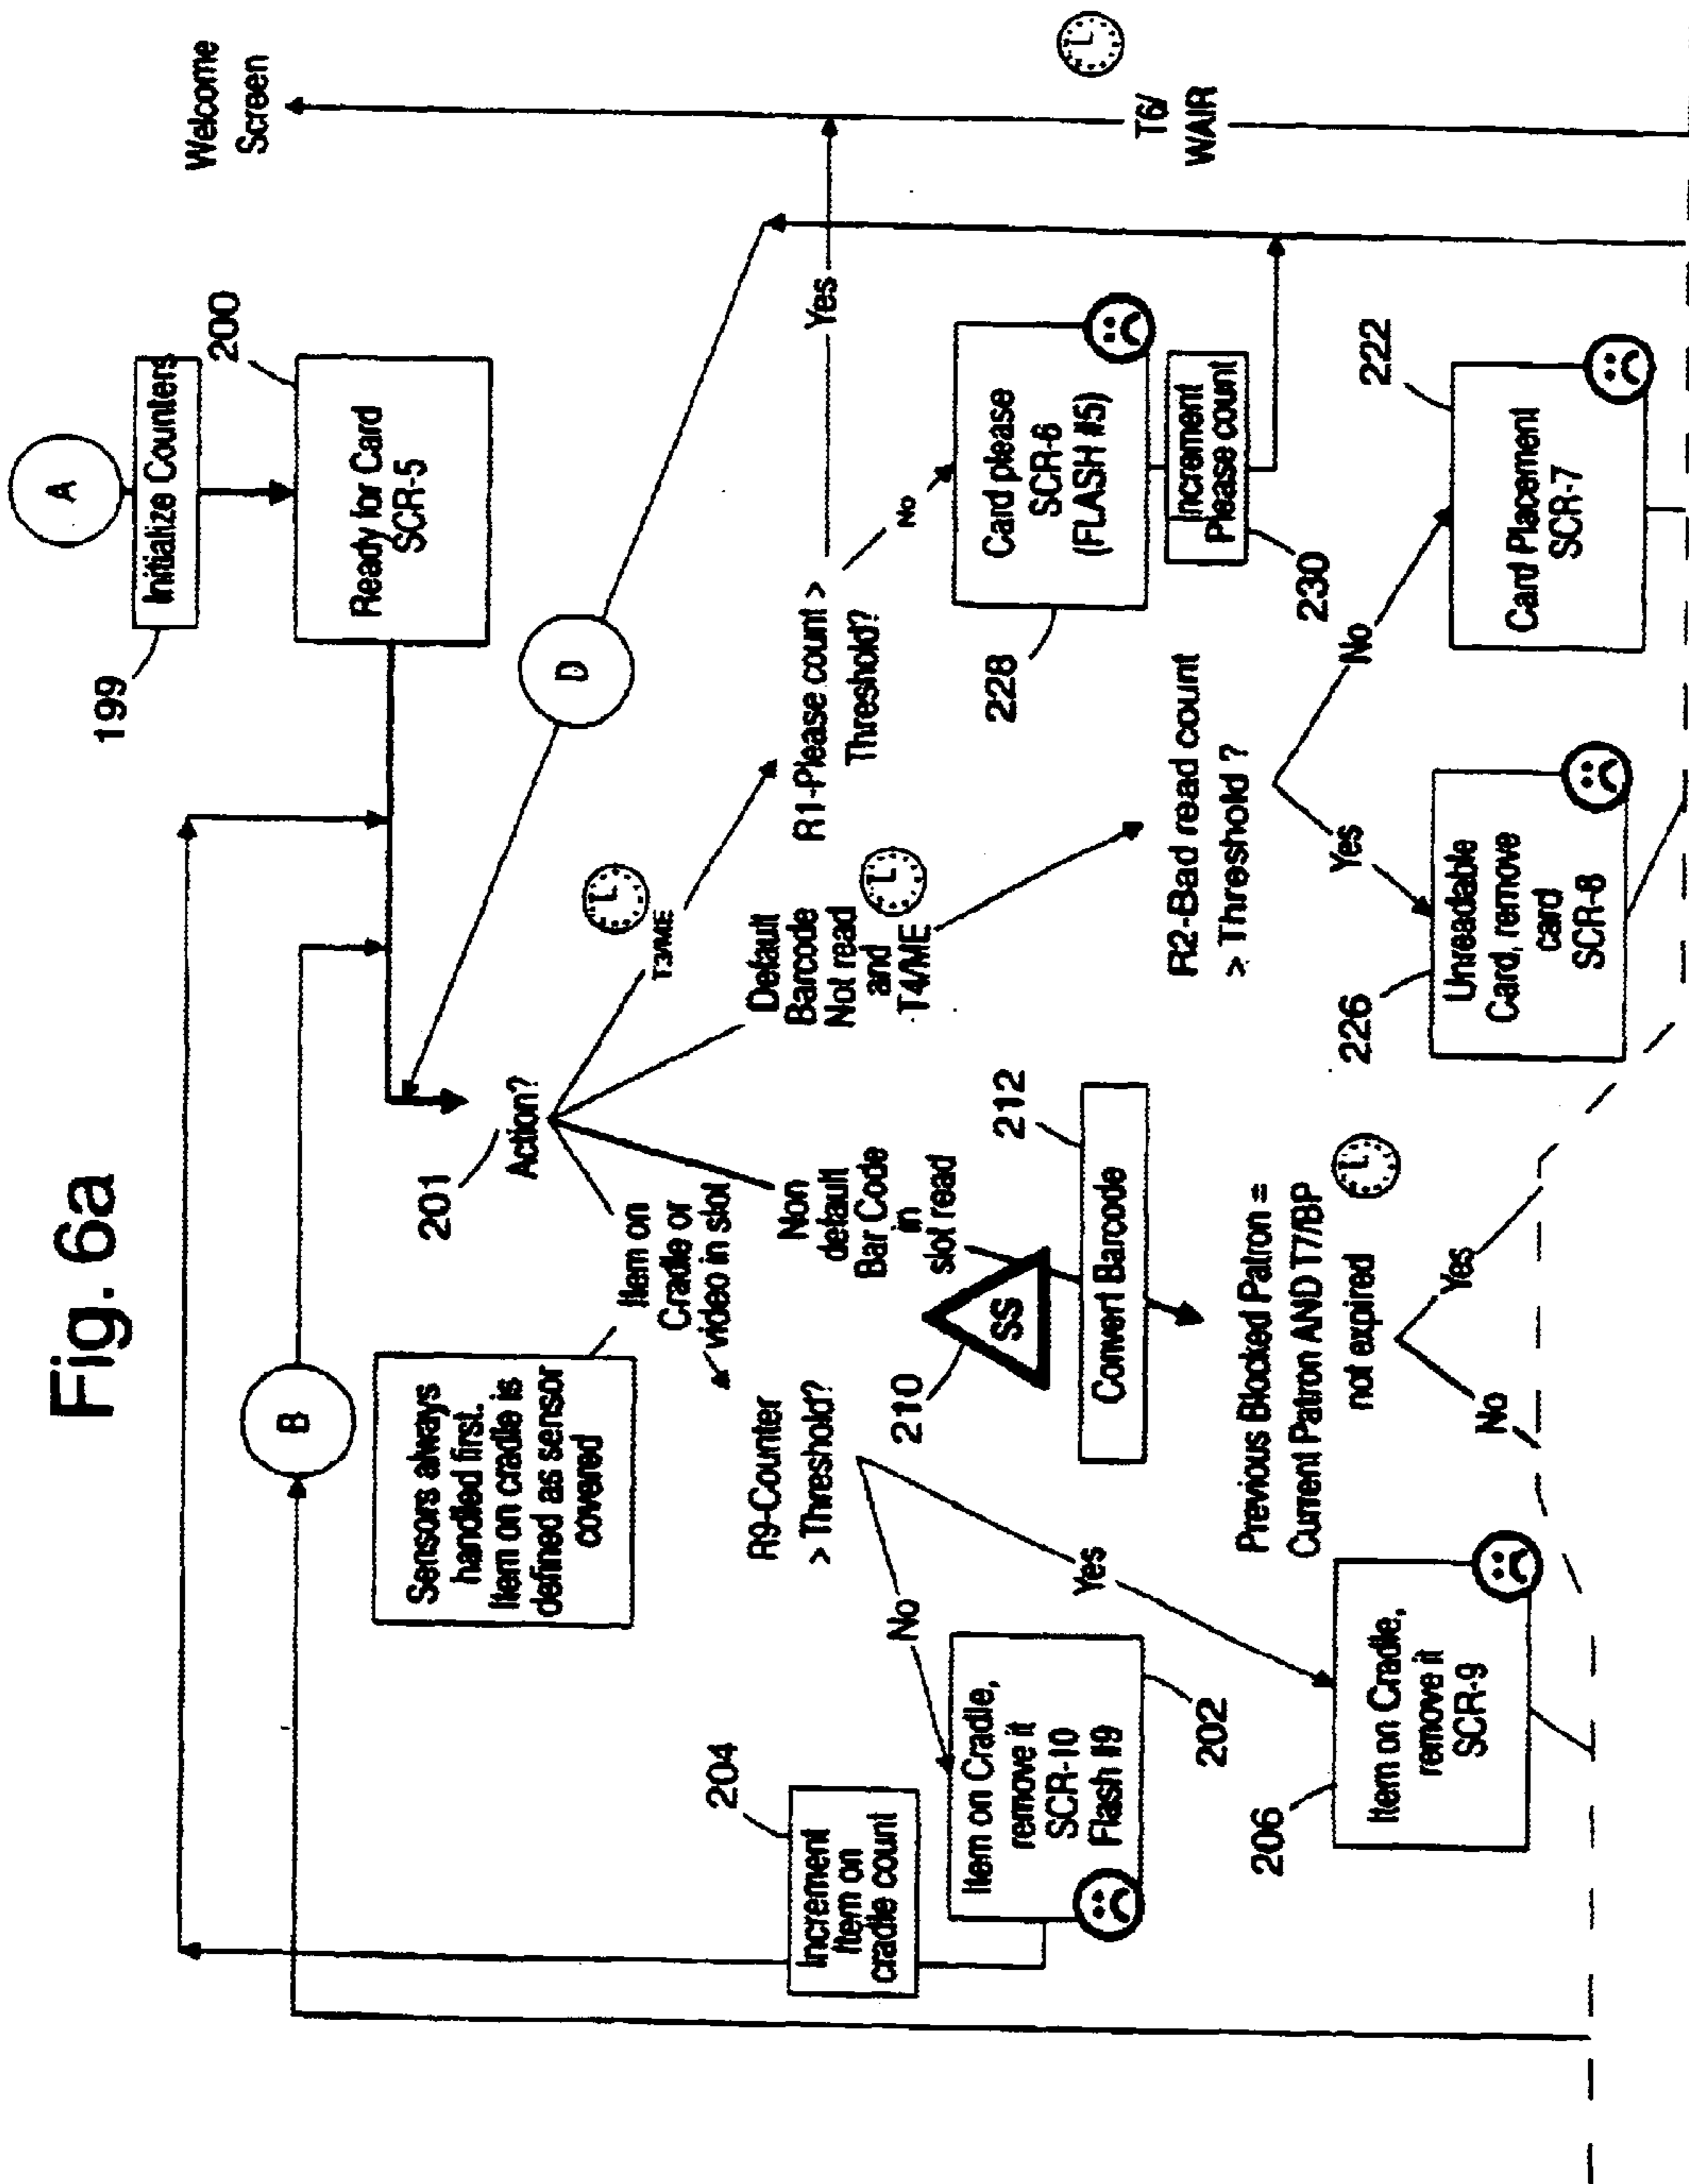 Fig. 6a
A
Initialize Counters
199
Ready for Card
SCR-5
200
Welcome
Screen
B
D
201
Action?
Sensors always
handled first.
Item on cradle is
defined as sensor
covered
Item on
Cradle or
video in slot
Non
default
Bar Code
in
slot read
Default
Barcode
Not read
and
T4/ME
L
T3/ME
L
R1-Please count >
Threshold?
Yes
No
T6/
WAIR
L
Card please
SCR-6
(FLASH #5)
228
Increment
Please count
230
R2-Bad read count
> Threshold ?
Yes
No
Unreadable
Card, remove
card
SCR-8
226
Card Placement
SCR-7
222
SS
210
Convert Barcode
212
Previous Blocked Patron =
Current Patron AND T7/BP
not expired
L
No
Yes
R9-Counter
> Threshold?
No
Yes
204
Increment
Item on
cradle count
Item on Cradle,
remove it
SCR-10
Flash #9
202
Item on Cradle,
remove it
SCR-9
206